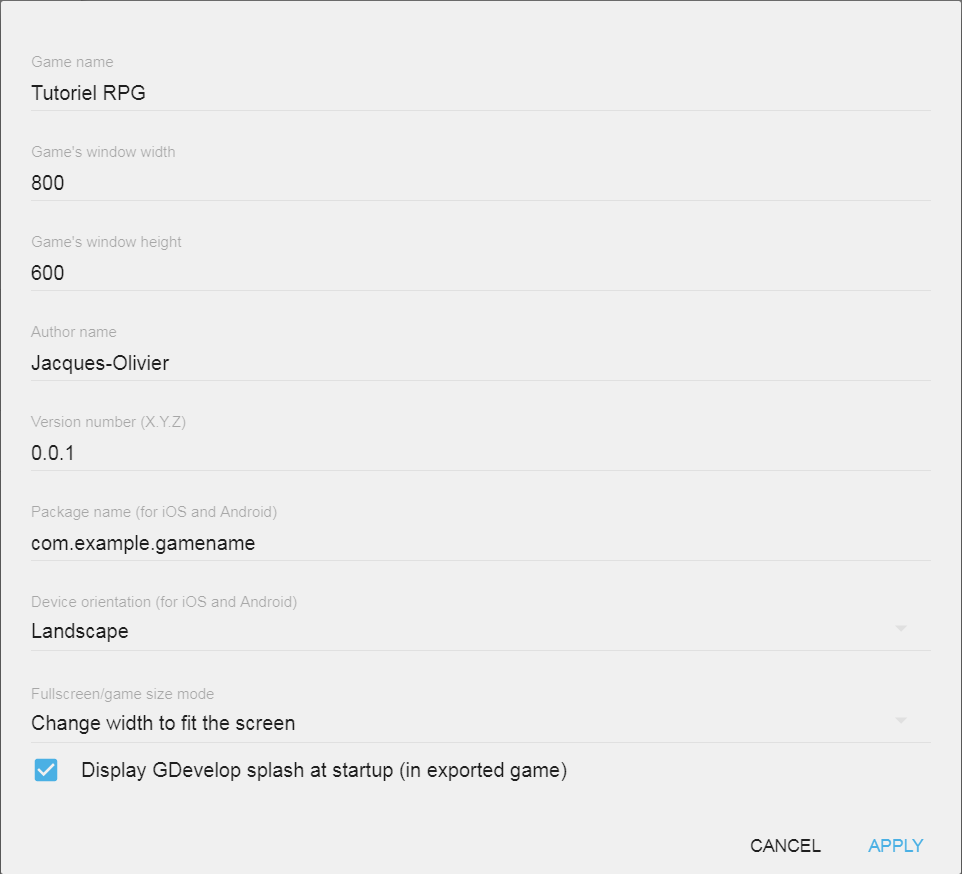 Game name
Tutoriel RPG
Game's window width
800
Game's window height
600
Author name
Jacques-Olivier
Version number (X.Y.Z)
0.0.1
Package name (for iOS and Android)
com.example.gamename
Device orientation (for iOS and Android)
Landscape
Fullscreen/game size mode
Change width to fit the screen
Display GDevelop splash at startup (in exported game)
CANCEL APPLY